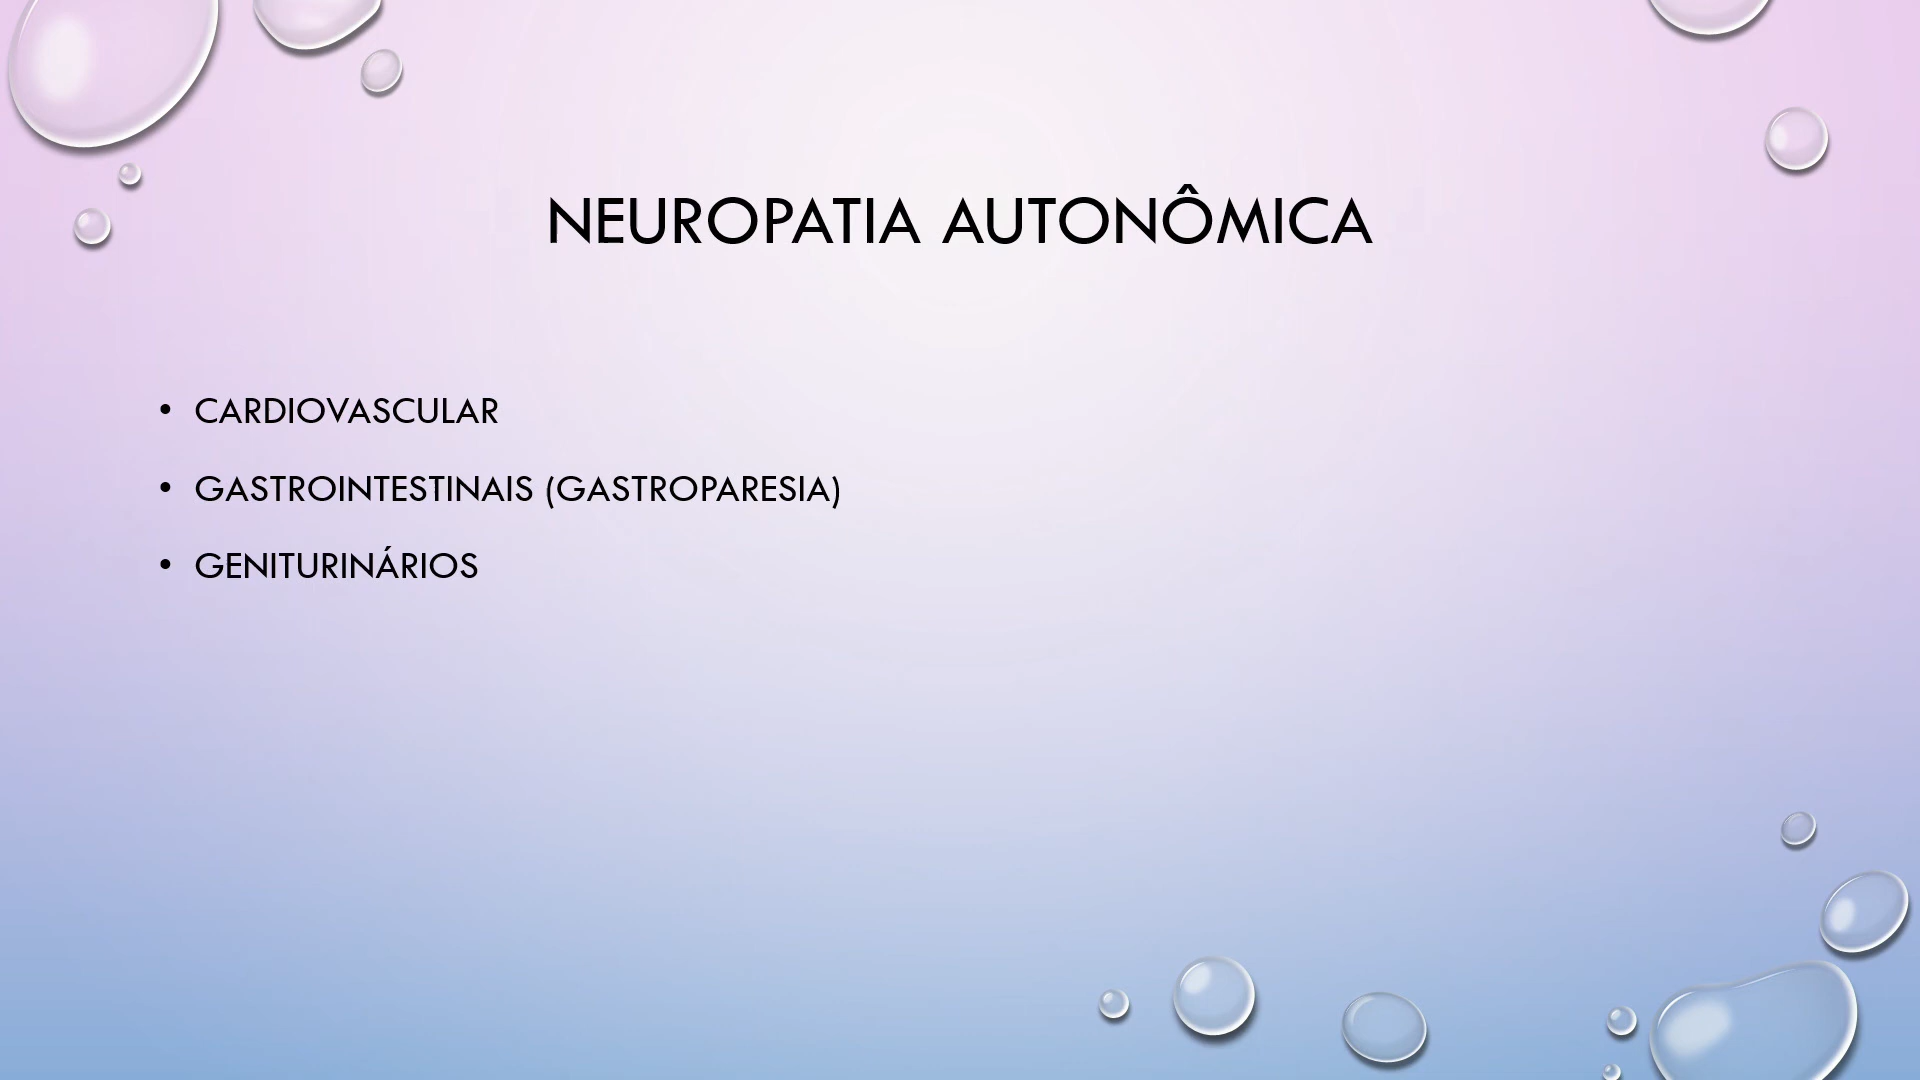 NEUROPATIA AUTONÔMICA
• CARDIOVASCULAR
• GASTROINTESTINAIS (GASTROPARESIA)
• GENITURINÁRIOS